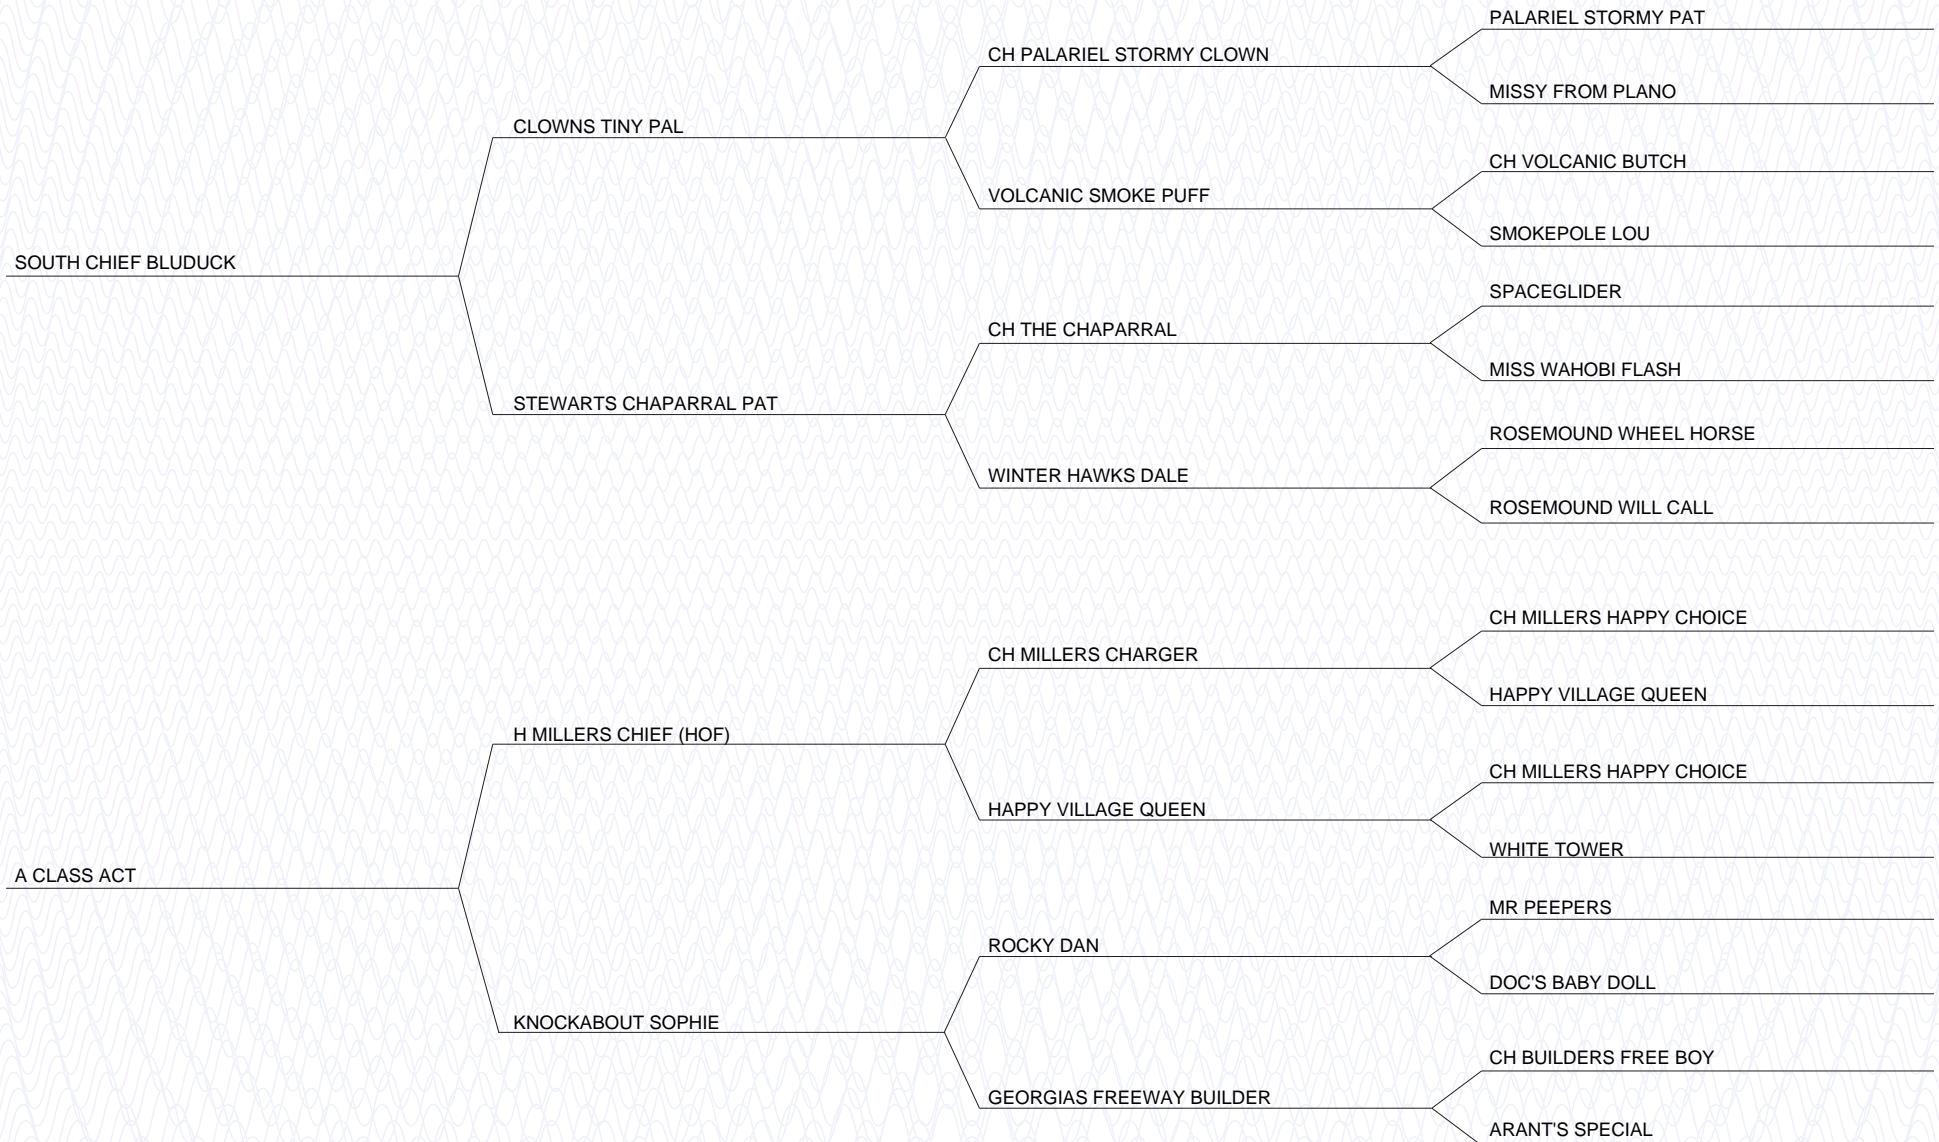 PALARIEL STORMY PAT
CH PALARIEL STORMY CLOWN
MISSY FROM PLANO
CLOWNS TINY PAL
CH VOLCANIC BUTCH
VOLCANIC SMOKE PUFF
SMOKEPOLE LOU
SOUTH CHIEF BLUDUCK
SPACEGLIDER
CH THE CHAPARRAL
MISS WAHOBI FLASH
STEWARTS CHAPARRAL PAT
ROSEMOUND WHEEL HORSE
WINTER HAWKS DALE
ROSEMOUND WILL CALL
CH MILLERS HAPPY CHOICE
CH MILLERS CHARGER
HAPPY VILLAGE QUEEN
H MILLERS CHIEF (HOF)
CH MILLERS HAPPY CHOICE
HAPPY VILLAGE QUEEN
WHITE TOWER
A CLASS ACT
MR PEEPERS
ROCKY DAN
DOC'S BABY DOLL
KNOCKABOUT SOPHIE
CH BUILDERS FREE BOY
GEORGIAS FREEWAY BUILDER
ARANT'S SPECIAL